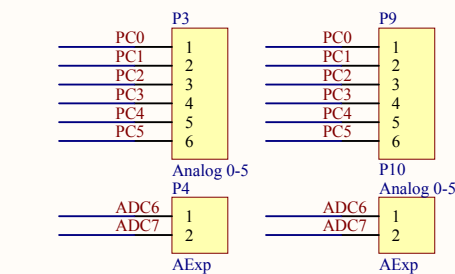 P3 P9
PC0 1 PC0 1
PC1 2 PC1 2
PC2 3 PC2 3
PC3 4 PC3 4
PC4 5 PC4 5
PC5 6 PC5 6
Analog 0-5 P10
P4 Analog 0-5
ADC6 1 ADC6 1
ADC7 2 ADC7 2
AExp AExp